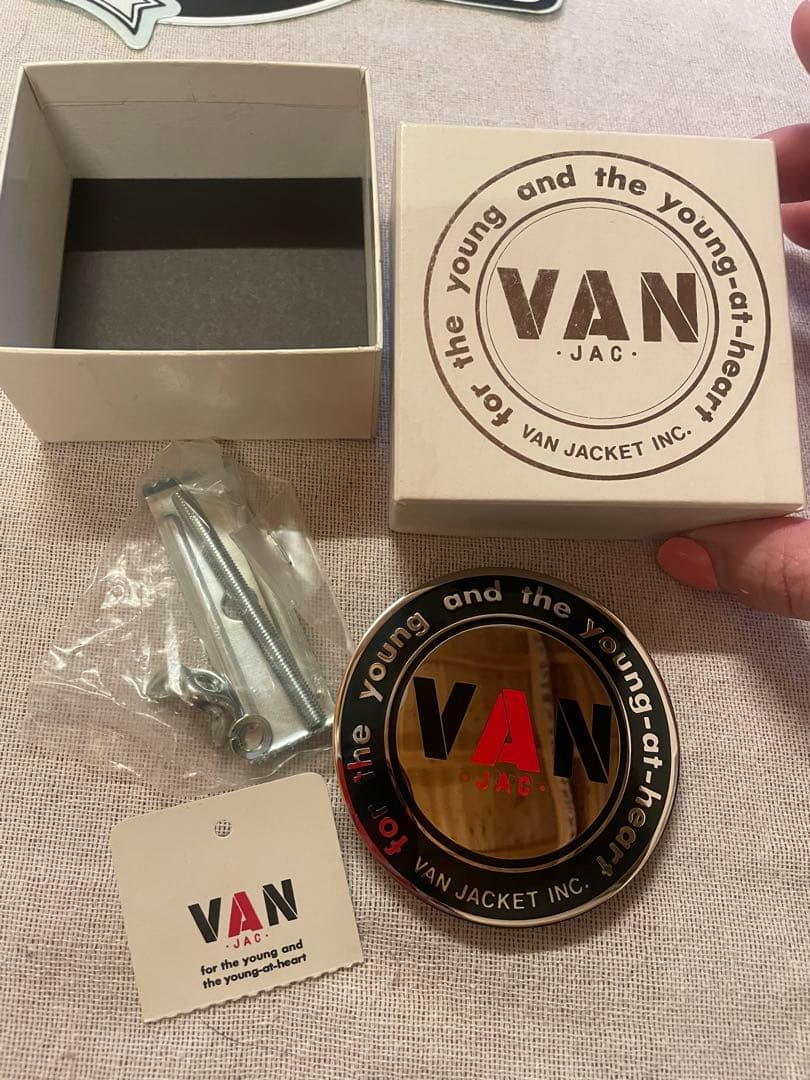 for the young and the young-at-heart
VAN
·JAC·
VAN JACKET INC.
for the young and the young-at-heart
VAN
·JAC·
VAN JACKET INC.
VAN
·JAC·
for the young and
the young-at-heart